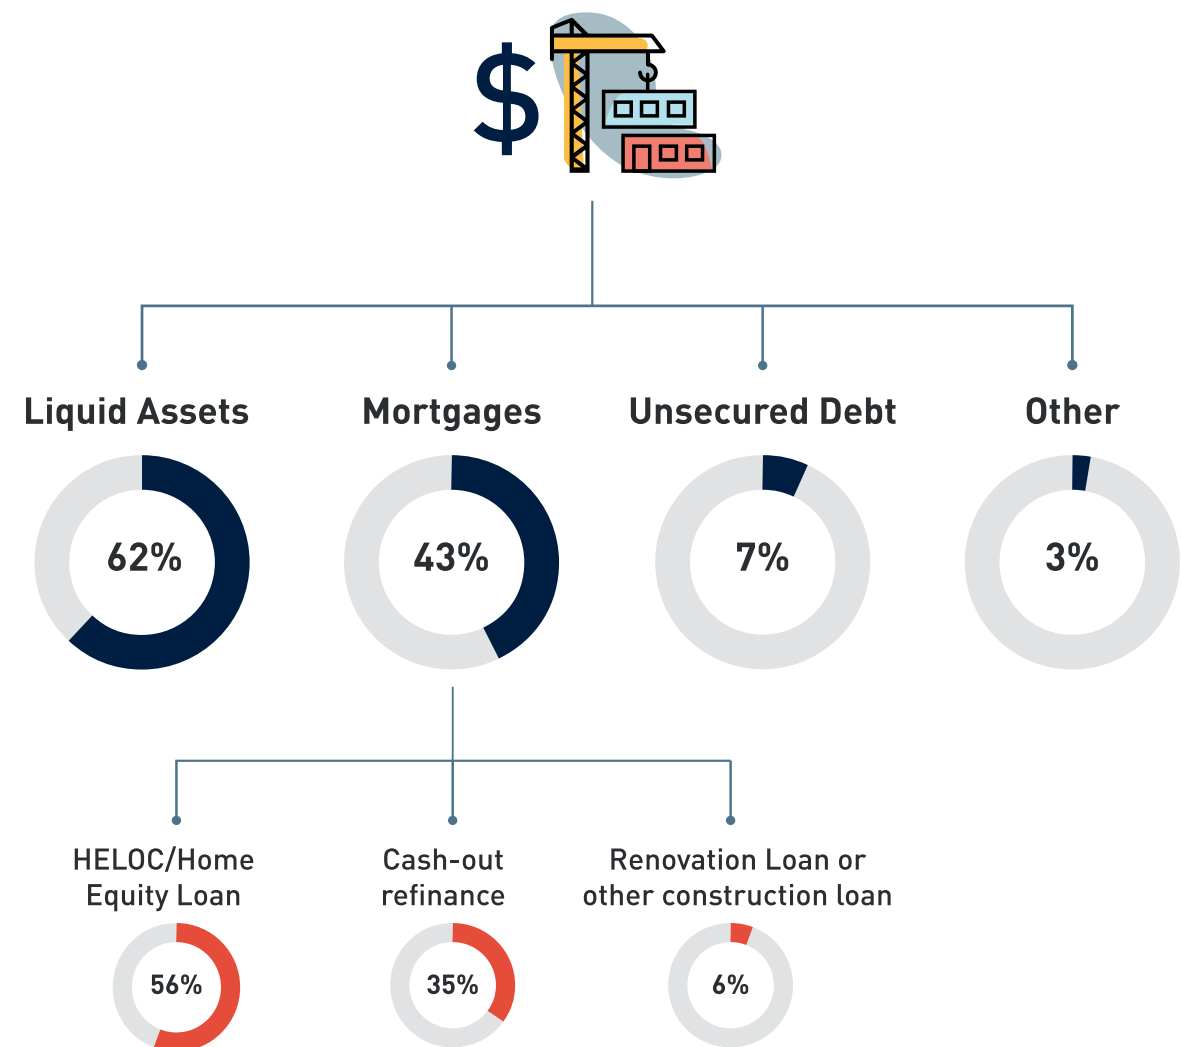 $
Liquid Assets
Mortgages
Unsecured Debt
Other
62%
43%
7%
3%
HELOC/Home
Equity Loan
Cash-out
refinance
Renovation Loan or
other construction loan
56%
35%
6%